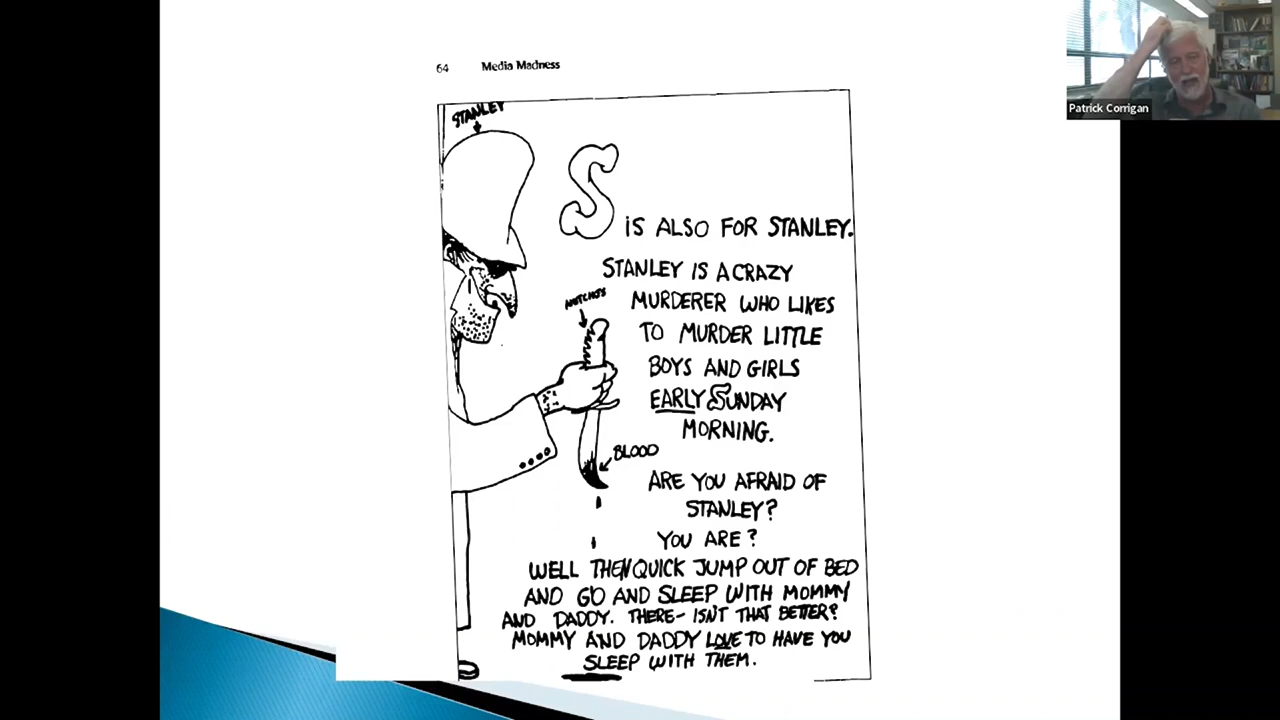 64 Media Madness
STANLEY
S
iS ALSO FOR STANLEY.
STANLEY IS A CRAZY
NOTCHES
MURDERER WHO LIKES
TO MURDER LITTLE
BOYS AND GIRLS
EARLY SUNDAY
MORNING.
BLOOD
ARE YOU AFRAID OF
STANLEY?
YOU ARE?
WELL THEN QUICK JUMP OUT OF BED
AND GO AND SLEEP WITH MOMMY
AND DADDY. THERE- ISN'T THAT BETTER?
MOMMY AND DADDY LOVE TO HAVE YOU
SLEEP WITH THEM.
Patrick Corrigan